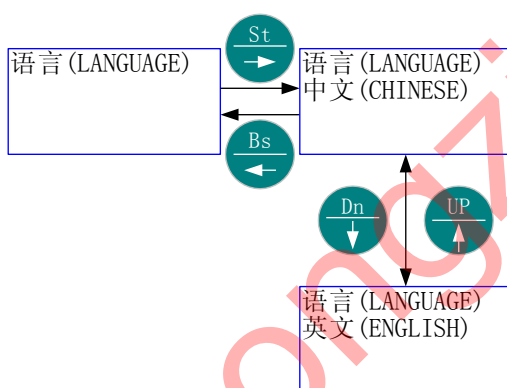 St
语言(LANGUAGE)
语言(LANGUAGE)
中文(CHINESE)
Bs
Dn
UP
语言(LANGUAGE)
英文(ENGLISH)